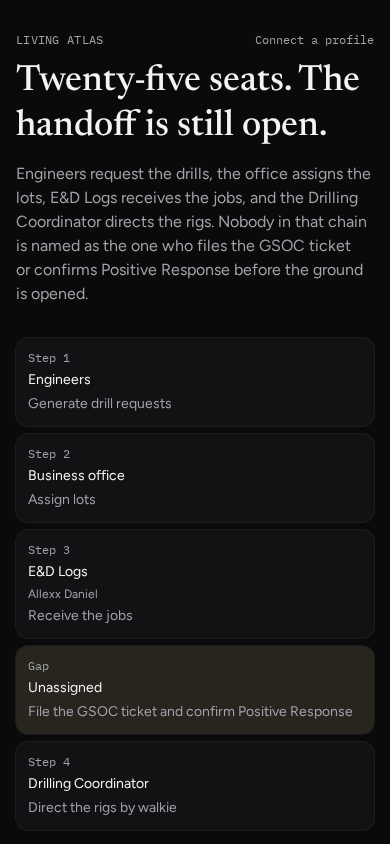 LIVING ATLAS
Connect a profile
Twenty-five seats. The
handoff is still open.
Engineers request the drills, the office assigns the
lots, E&D Logs receives the jobs, and the Drilling
Coordinator directs the rigs. Nobody in that chain
is named as the one who files the GSOC ticket
or confirms Positive Response before the ground
is opened.
Step 1
Engineers
Generate drill requests
Step 2
Business office
Assign lots
Step 3
E&D Logs
Allexx Daniel
Receive the jobs
Gap
Unassigned
File the GSOC ticket and confirm Positive Response
Step 4
Drilling Coordinator
Direct the rigs by walkie